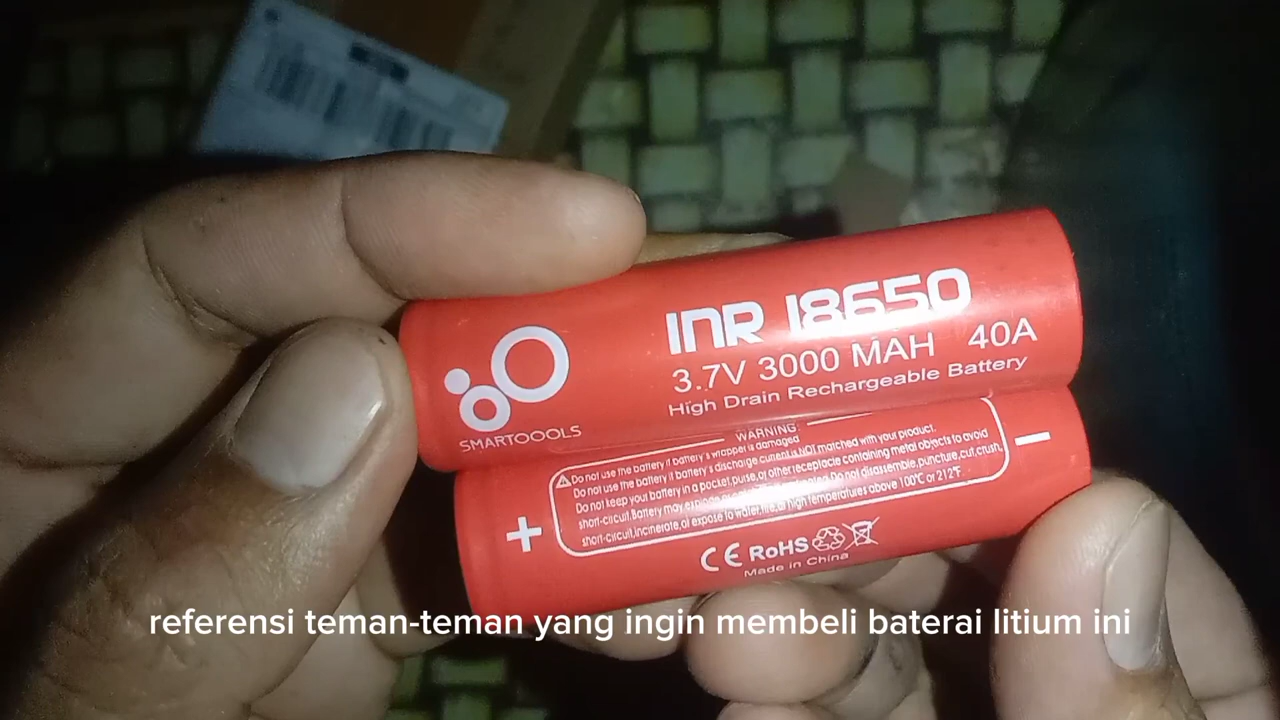 INR 18650
3.7V 3000 MAH 40A
High Drain Rechargeable Battery
SMARTOOOLS
WARNING:
Do not use the battery if battery's wrapper is damaged
Do not use the battery if battery's discharge current is NOT matched with your product.
Do not keep your battery in a pocket,purse,or other receptacle containing metal objects to avoid
short-circuit.Battery may explode or Do not disassemble,puncture,cut,crush,
short-circuit,incinerate,or expose to water,fire,or high temperatures above 100°C or 212°F.
+
−
CE RoHS
Made in China
referensi teman-teman yang ingin membeli baterai litium ini